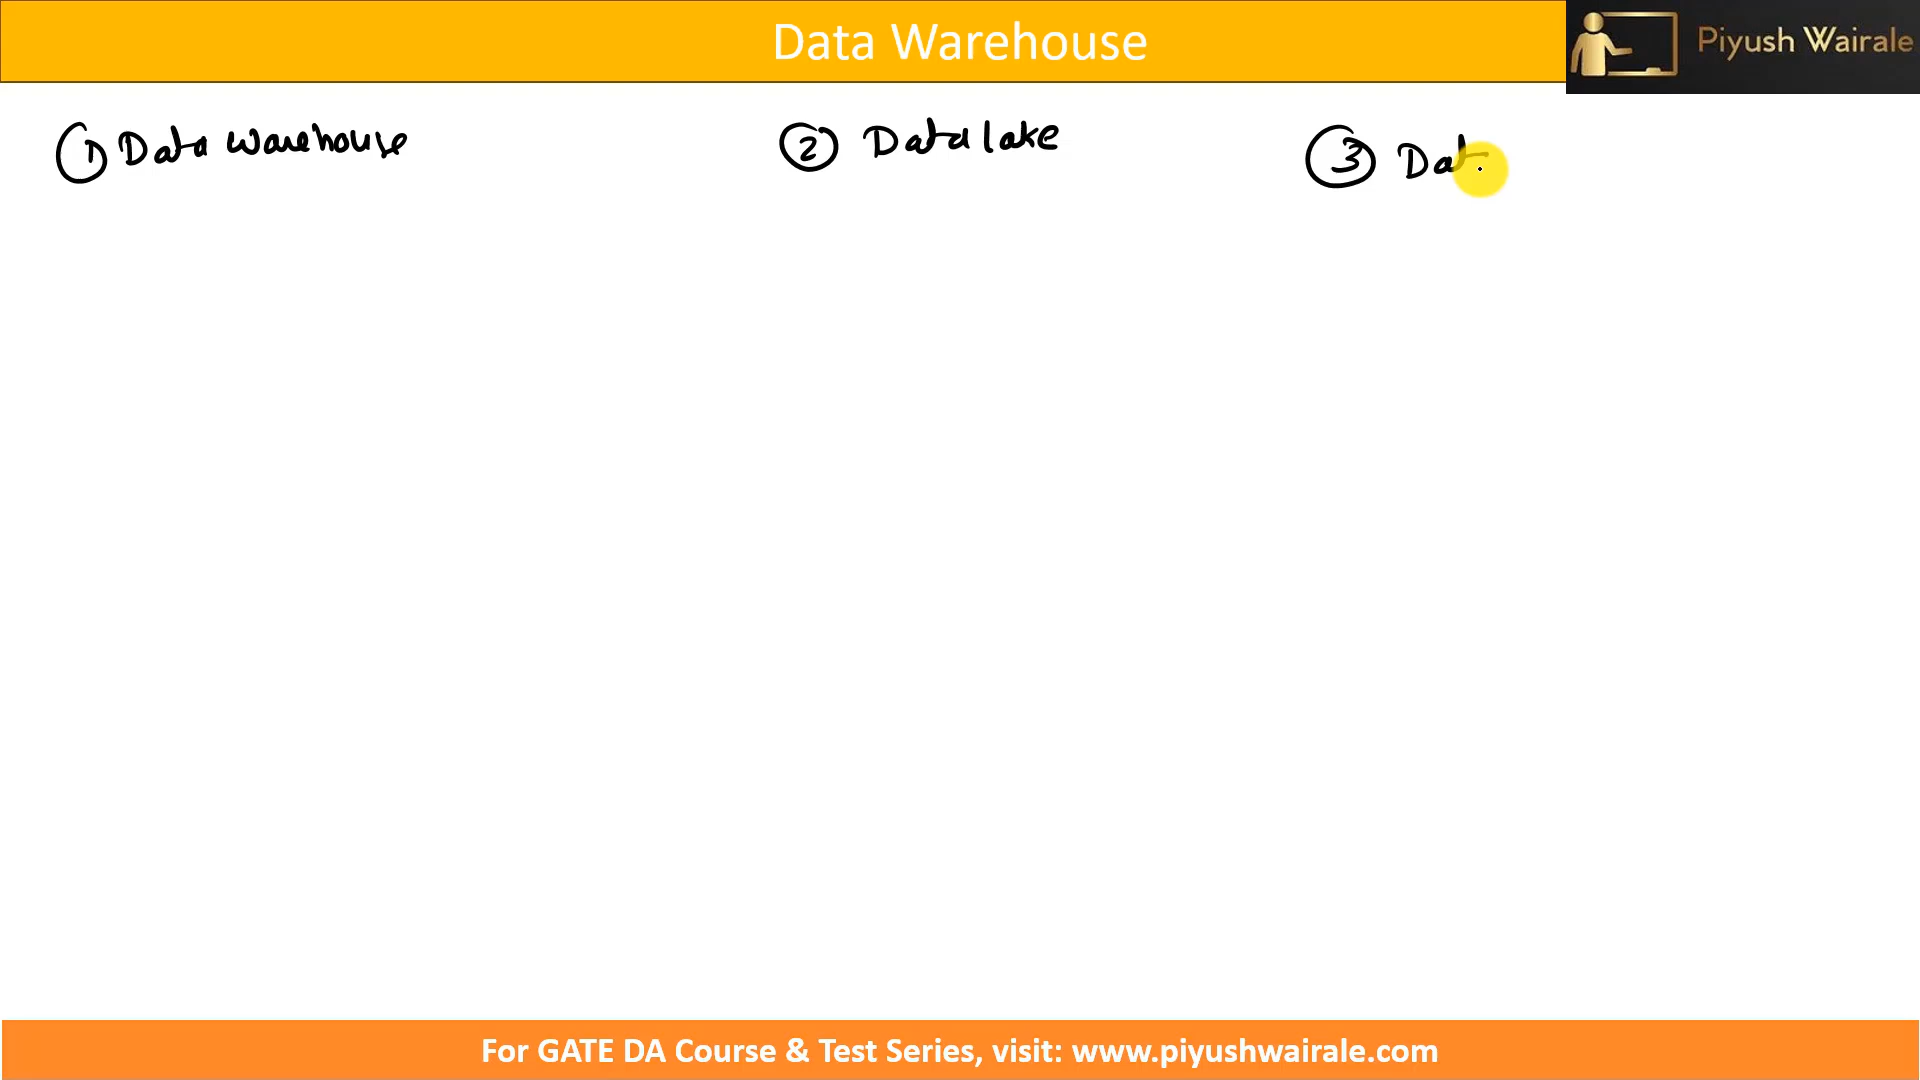 Data Warehouse
Piyush Wairale
1 Data warehouse
2 Data lake
3 Dat
For GATE DA Course & Test Series, visit: www.piyushwairale.com